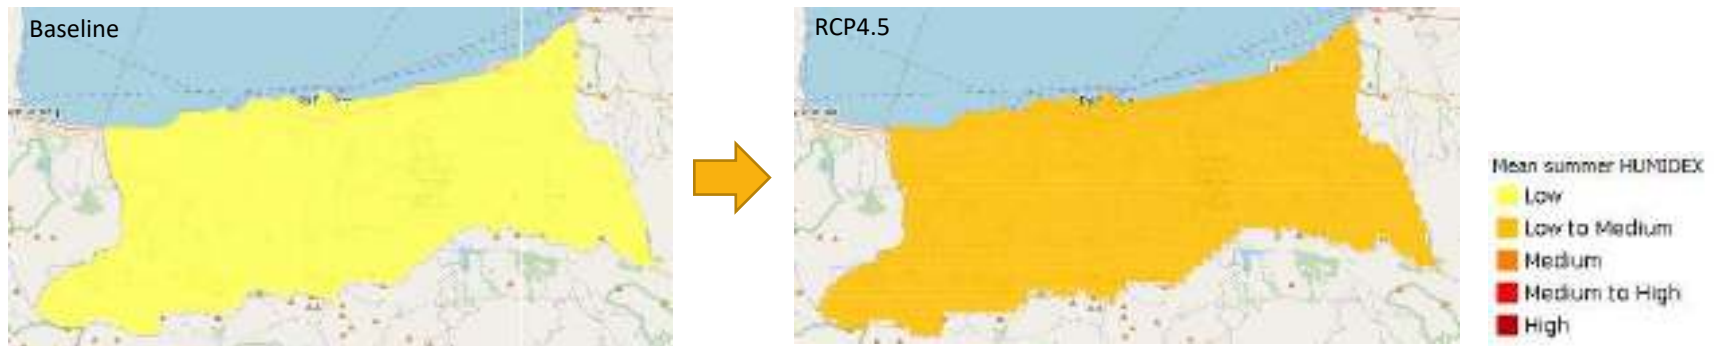 Baseline
RCP4.5
Mean summer HUMIDEX
Low
Low to Medium
Medium
Medium to High
High